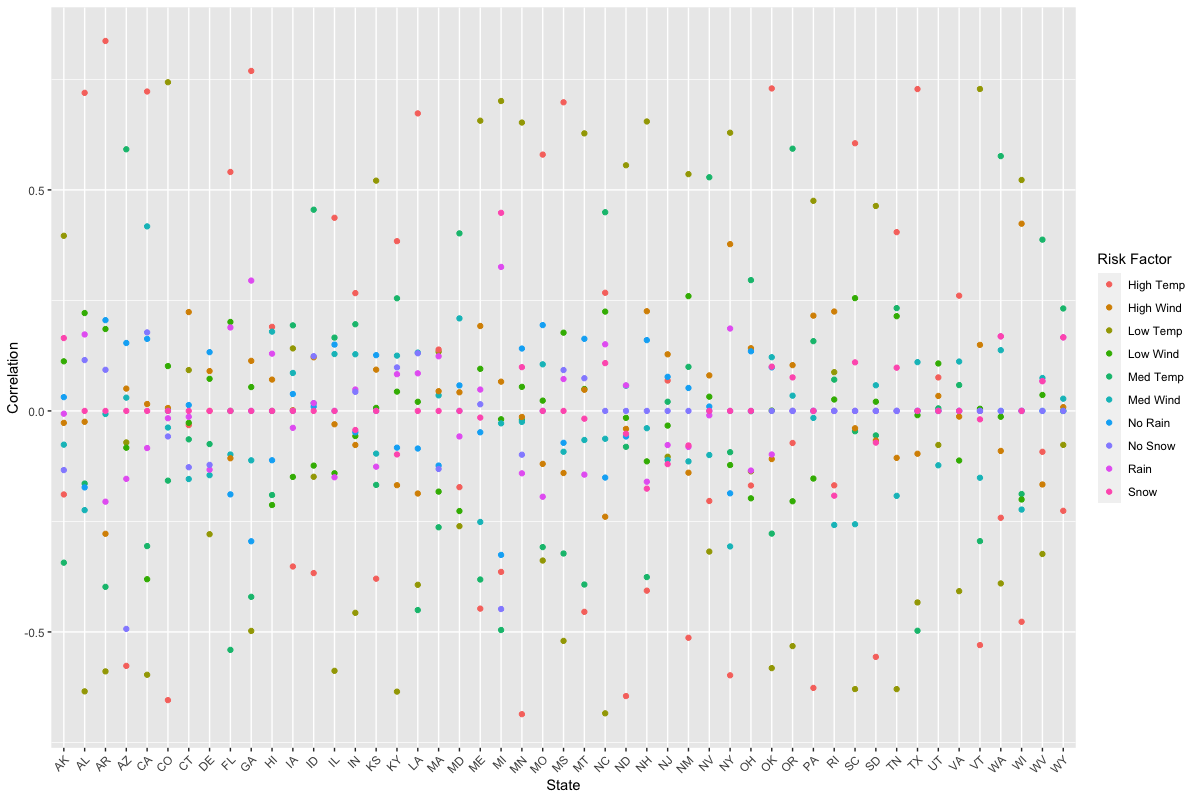 0.5
0.0
-0.5
Correlation
AK AL AR AZ CA CO CT DE FL GA HI IA ID IL IN KS KY LA MA MD ME MI MN MO MS MT NC ND NH NJ NM NV NY OH OK OR PA RI SC SD TN TX UT VA VT WA WI WV WY
State
Risk Factor
High Temp
High Wind
Low Temp
Low Wind
Med Temp
Med Wind
No Rain
No Snow
Rain
Snow